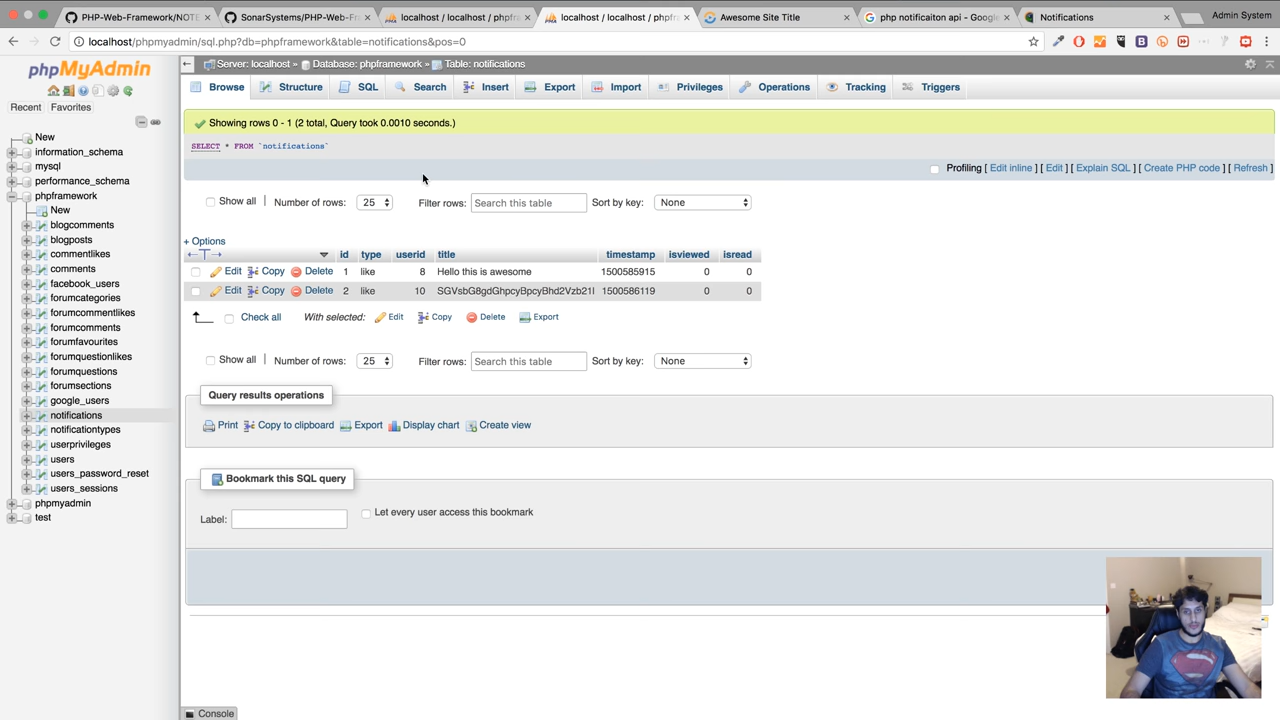 PHP-Web-Framework/NOTE
SonarSystems/PHP-Web-Fr
localhost / localhost / phpfr
localhost / localhost / phpfr
Awesome Site Title
php notificaiton api - Google
Notifications
Admin System
localhost/phpmyadmin/sql.php?db=phpframework&table=notifications&pos=0
phpMyAdmin
Recent Favorites
New
information_schema
mysql
performance_schema
phpframework
New
blogcomments
blogposts
commentlikes
comments
facebook_users
forumcategories
forumcommentlikes
forumcomments
forumfavourites
forumquestionlikes
forumquestions
forumsections
google_users
notifications
notificationtypes
userprivileges
users
users_password_reset
users_sessions
phpmyadmin
test
Server: localhost » Database: phpframework » Table: notifications
Browse Structure SQL Search Insert Export Import Privileges Operations Tracking Triggers
Showing rows 0 - 1 (2 total, Query took 0.0010 seconds.)
SELECT * FROM `notifications`
Profiling [ Edit inline ] [ Edit ] [ Explain SQL ] [ Create PHP code ] [ Refresh ]
Show all | Number of rows: 25 Filter rows: Search this table Sort by key: None
+ Options
id type userid title timestamp isviewed isread
Edit Copy Delete 1 like 8 Hello this is awesome 1500585915 0 0
Edit Copy Delete 2 like 10 SGVsbG8gdGhpcyBpcyBhd2Vzb21l 1500586119 0 0
Check all With selected: Edit Copy Delete Export
Show all | Number of rows: 25 Filter rows: Search this table Sort by key: None
Query results operations
Print Copy to clipboard Export Display chart Create view
Bookmark this SQL query
Label: Let every user access this bookmark
Console